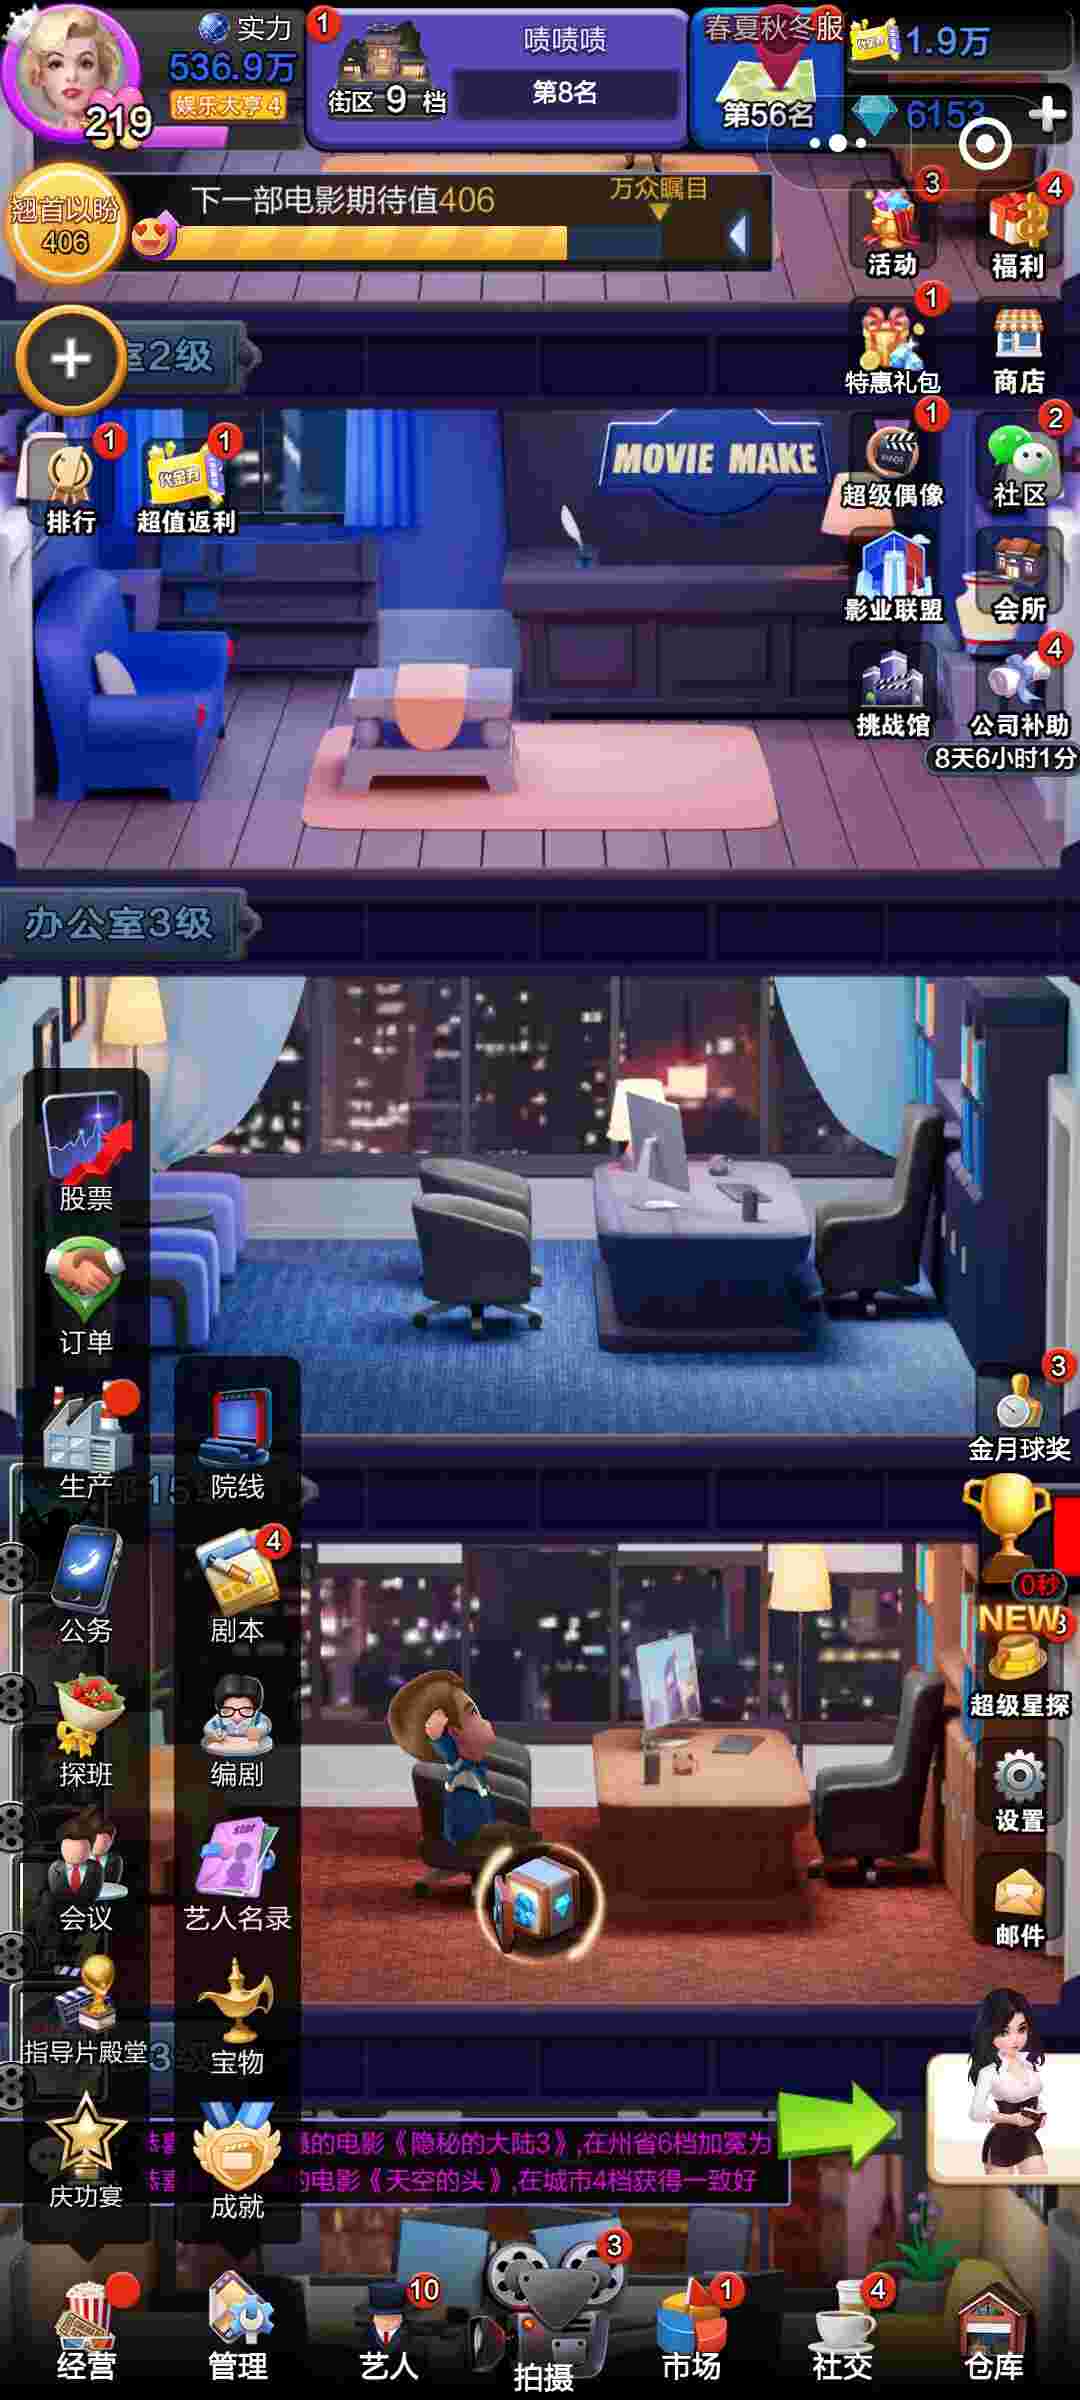 实力
536.9万
娱乐大亨4
219
1
街区9档
啧啧啧
第8名
春夏秋冬服
第56名
1.9万
6153
翘首以盼
406
下一部电影期待值406
万众瞩目
3
活动
4
福利
1
特惠礼包
商店
室2级
1
排行
1
代金券
超值返利
MOVIE MAKE
1
超级偶像
2
社区
影业联盟
会所
挑战馆
4
公司补助
8天6小时1分
办公室3级
股票
订单
生产
院线
15
公务
4
剧本
探班
编剧
会议
star
艺人名录
指导片殿堂
宝物
3级
庆功宴
成就
3
金月球奖
0秒
NEW
3
超级星探
设置
邮件
的电影《隐秘的大陆3》,在州省6档加冕为
的电影《天空的头》,在城市4档获得一致好
经营
管理
10
艺人
3
拍摄
1
市场
4
社交
仓库